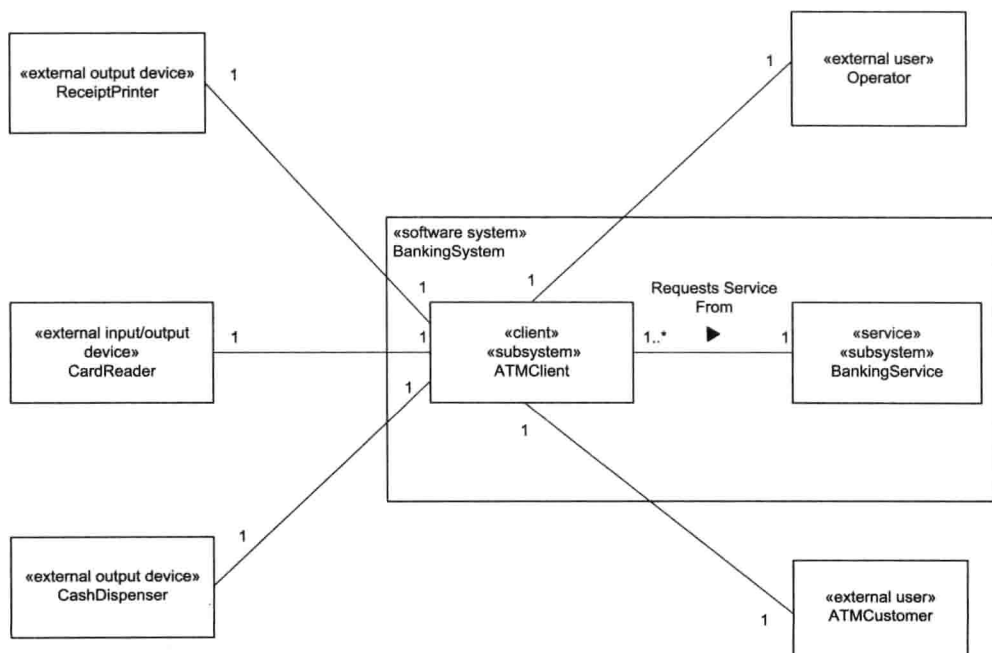 «external output device»
ReceiptPrinter
1
«external user»
Operator
1
«software system»
BankingSystem
1
1
Requests Service
From
«external input/output
device»
CardReader
1
1
«client»
«subsystem»
ATMClient
1..*
1
«service»
«subsystem»
BankingService
1
1
1
«external output device»
CashDispenser
1
«external user»
ATMCustomer